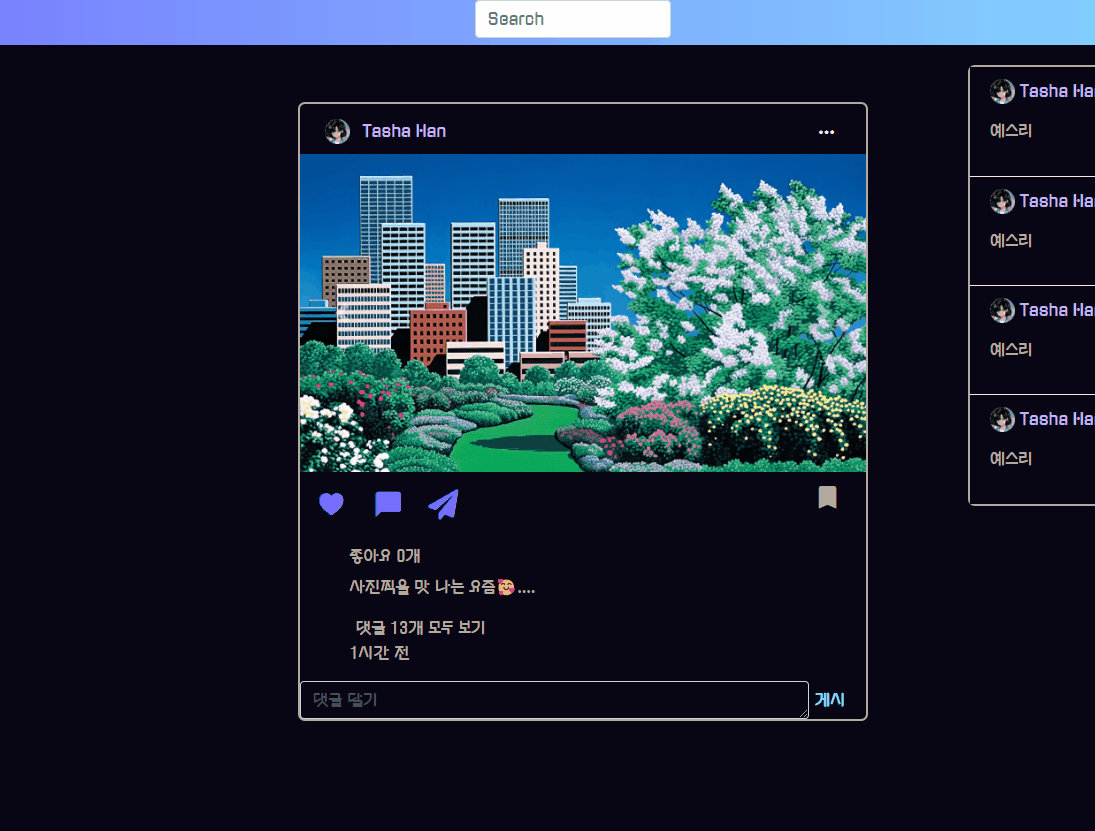 Search
Tasha Han
좋아요 0개
사진찍을 맛 나는 요즘🥰....
댓글 13개 모두 보기
1시간 전
댓글 달기
게시
Tasha Han
예스리
Tasha Han
예스리
Tasha Han
예스리
Tasha Han
예스리